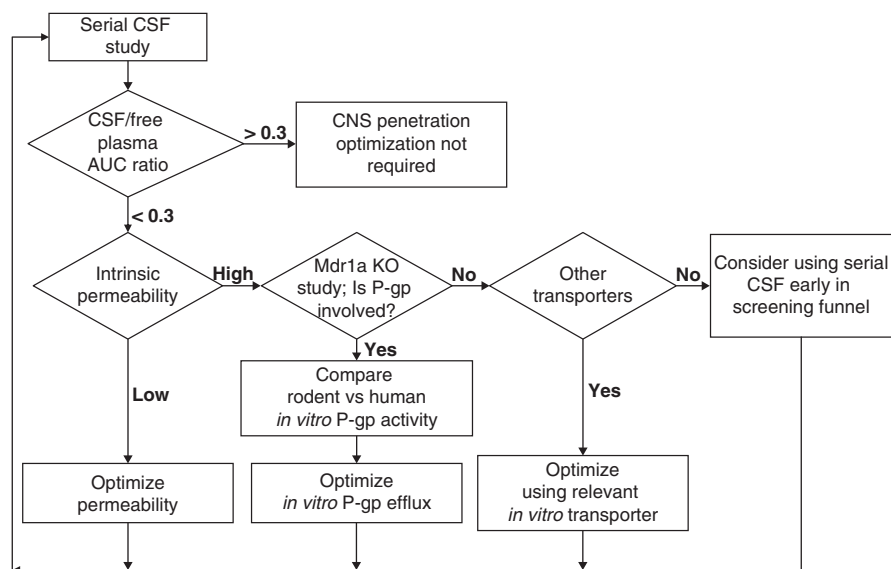 Serial CSF
study
CSF/free
plasma
AUC ratio
> 0.3
CNS penetration
optimization not
required
< 0.3
Intrinsic
permeability
High
Mdr1a KO
study; Is P-gp
involved?
No
Other
transporters
No
Consider using serial
CSF early in
screening funnel
Yes
Compare
rodent vs human
in vitro P-gp activity
Low
Yes
Optimize
permeability
Optimize
in vitro P-gp efflux
Optimize
using relevant
in vitro transporter